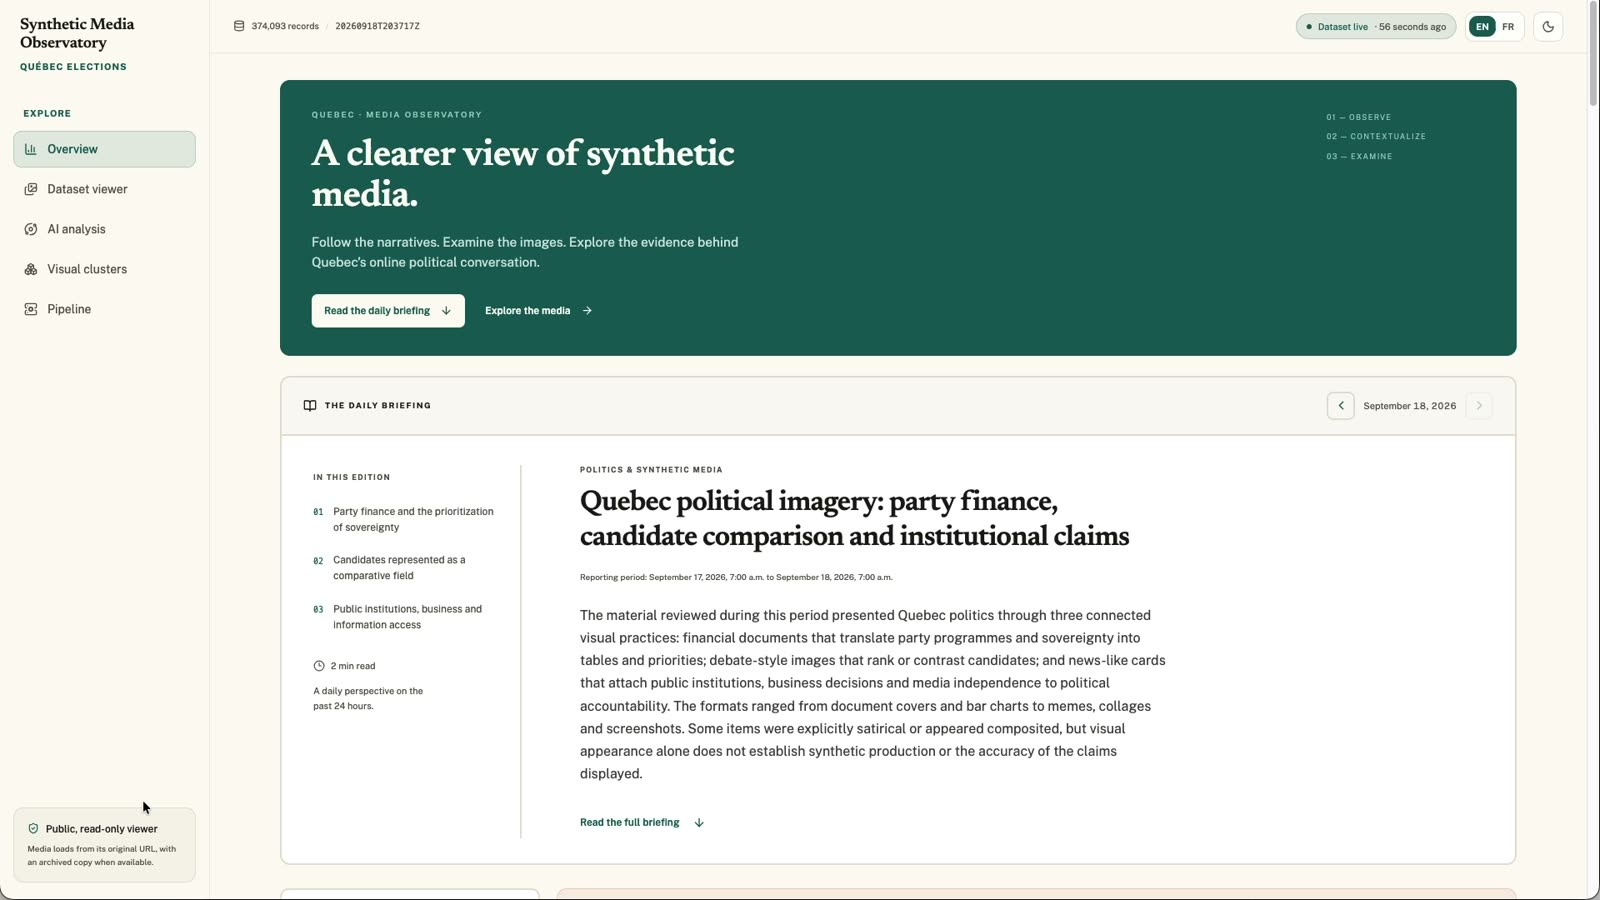 Synthetic Media
Observatory
QUÉBEC ELECTIONS
EXPLORE
Overview
Dataset viewer
AI analysis
Visual clusters
Pipeline
Public, read-only viewer
Media loads from its original URL, with
an archived copy when available.
374,093 records / 20260918T203717Z
Dataset live · 56 seconds ago
EN FR
QUEBEC · MEDIA OBSERVATORY
A clearer view of synthetic
media.
Follow the narratives. Examine the images. Explore the evidence behind
Quebec's online political conversation.
Read the daily briefing
Explore the media
01 — OBSERVE
02 — CONTEXTUALIZE
03 — EXAMINE
THE DAILY BRIEFING
September 18, 2026
IN THIS EDITION
01 Party finance and the prioritization
of sovereignty
02 Candidates represented as a
comparative field
03 Public institutions, business and
information access
2 min read
A daily perspective on the
past 24 hours.
POLITICS & SYNTHETIC MEDIA
Quebec political imagery: party finance,
candidate comparison and institutional claims
Reporting period: September 17, 2026, 7:00 a.m. to September 18, 2026, 7:00 a.m.
The material reviewed during this period presented Quebec politics through three connected
visual practices: financial documents that translate party programmes and sovereignty into
tables and priorities; debate-style images that rank or contrast candidates; and news-like cards
that attach public institutions, business decisions and media independence to political
accountability. The formats ranged from document covers and bar charts to memes, collages
and screenshots. Some items were explicitly satirical or appeared composited, but visual
appearance alone does not establish synthetic production or the accuracy of the claims
displayed.
Read the full briefing